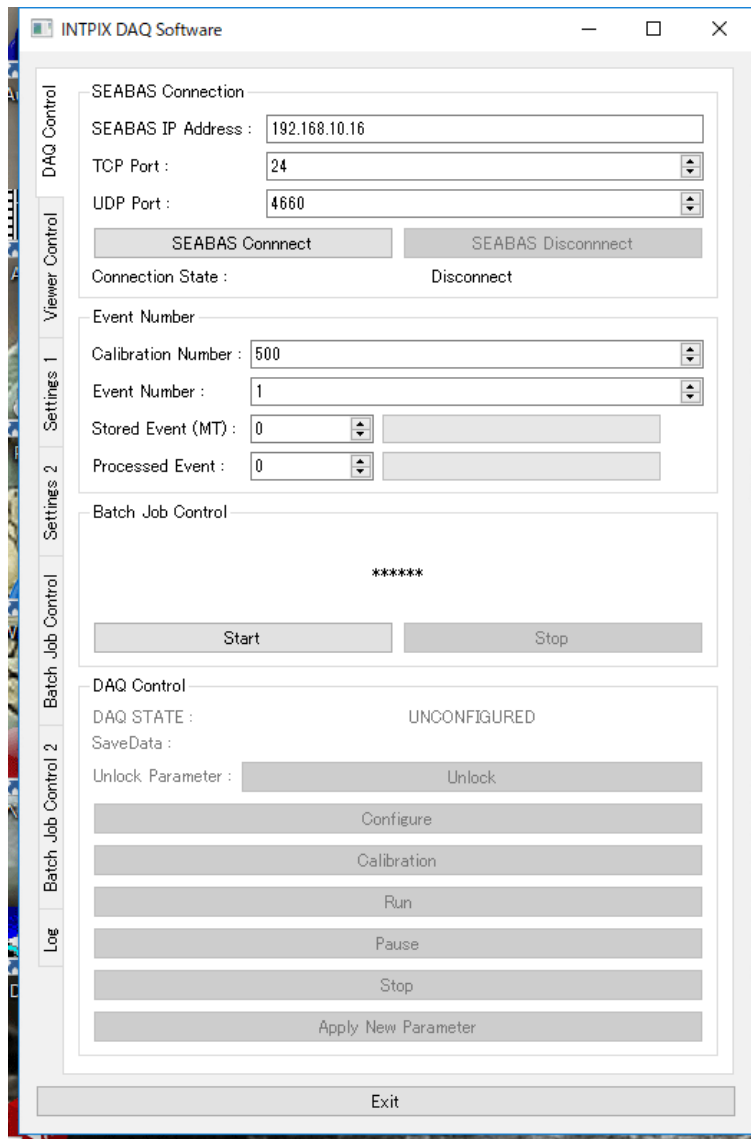 INTPIX DAQ Software
DAQ Control
Viewer Control
Settings 1
Settings 2
Batch Job Control
Batch Job Control 2
Log
SEABAS Connection
SEABAS IP Address : 192.168.10.16
TCP Port : 24
UDP Port : 4660
SEABAS Connnect SEABAS Disconnnect
Connection State : Disconnect
Event Number
Calibration Number : 500
Event Number : 1
Stored Event (MT) : 0
Processed Event : 0
Batch Job Control
******
Start Stop
DAQ Control
DAQ STATE : UNCONFIGURED
SaveData :
Unlock Parameter : Unlock
Configure
Calibration
Run
Pause
Stop
Apply New Parameter
Exit